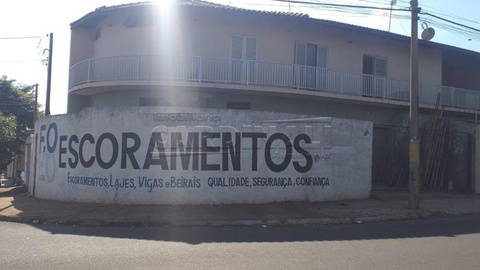 F.O
ESCORAMENTOS
ESCORAMENTOS, LAJES, VIGAS e BEIRAIS QUALIDADE, SEGURANÇA, CONFIANÇA